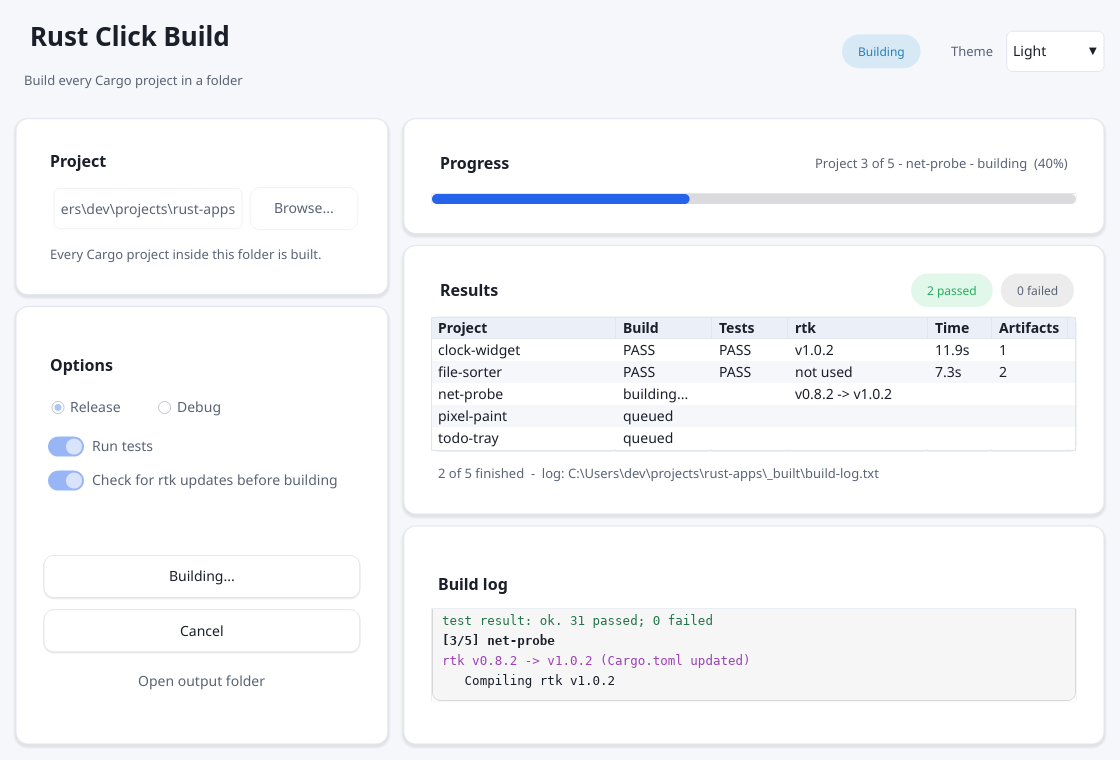 Rust Click Build
Build every Cargo project in a folder
Building
Theme
Light
Project
ers\dev\projects\rust-apps
Browse...
Every Cargo project inside this folder is built.
Options
Release
Debug
Run tests
Check for rtk updates before building
Building...
Cancel
Open output folder
Progress
Project 3 of 5 - net-probe - building (40%)
Results
2 passed
0 failed
Project Build Tests rtk Time Artifacts
clock-widget PASS PASS v1.0.2 11.9s 1
file-sorter PASS PASS not used 7.3s 2
net-probe building... v0.8.2 -> v1.0.2
pixel-paint queued
todo-tray queued
2 of 5 finished - log: C:\Users\dev\projects\rust-apps\_built\build-log.txt
Build log
test result: ok. 31 passed; 0 failed
[3/5] net-probe
rtk v0.8.2 -> v1.0.2 (Cargo.toml updated)
Compiling rtk v1.0.2